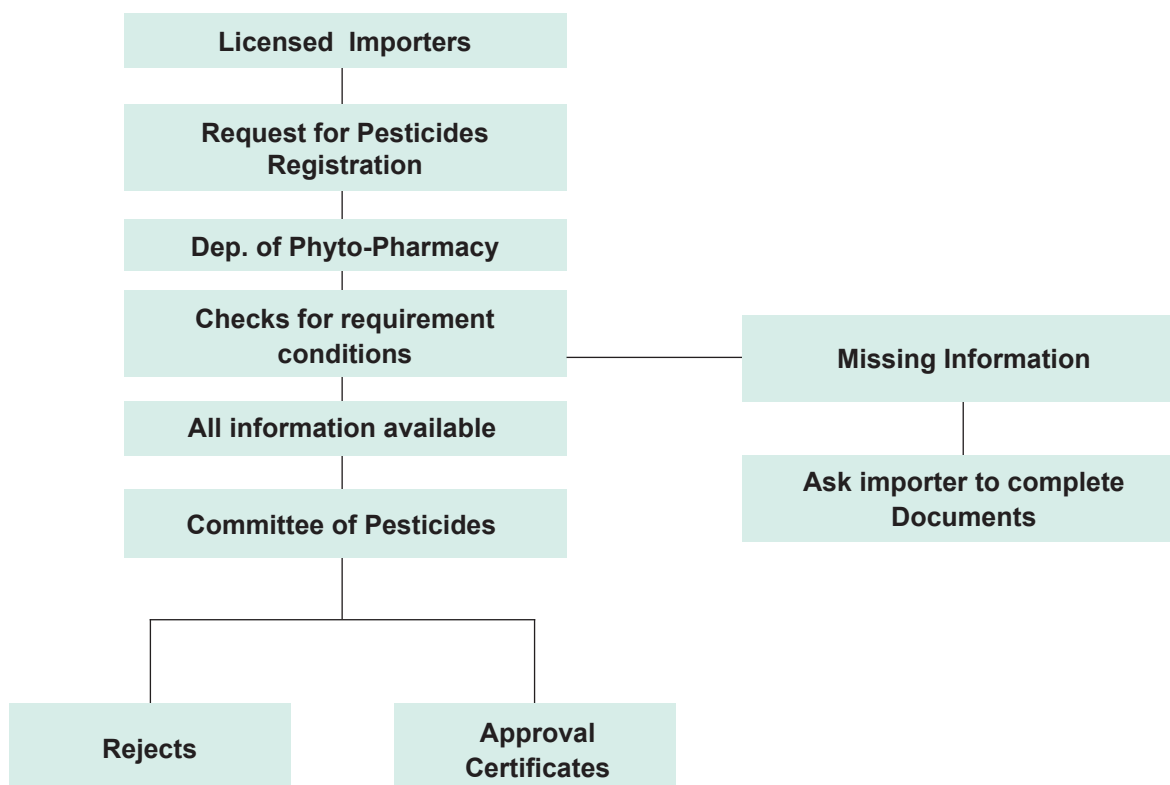 Licensed Importers
Request for Pesticides
Registration
Dep. of Phyto-Pharmacy
Checks for requirement
conditions
Missing Information
All information available
Ask importer to complete
Documents
Committee of Pesticides
Rejects
Approval
Certificates